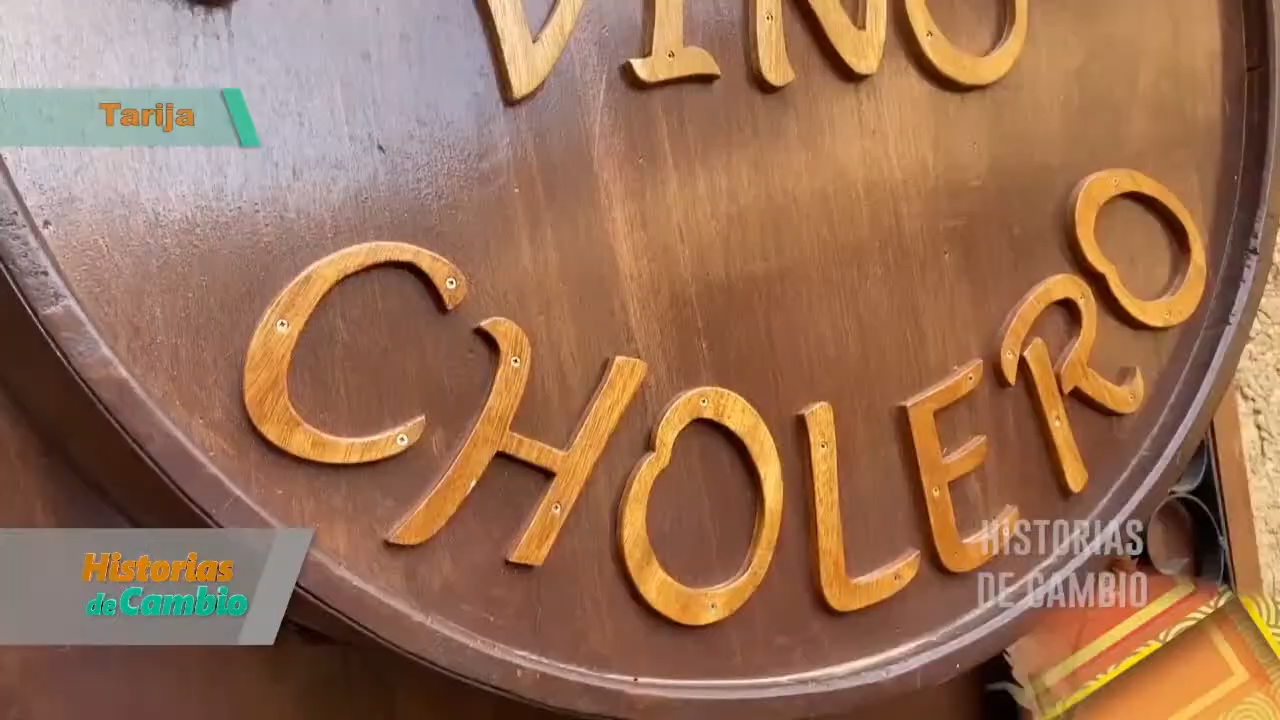 VINO
Tarija
CHOLERO
HISTORIAS
DE CAMBIO
Historias
de Cambio